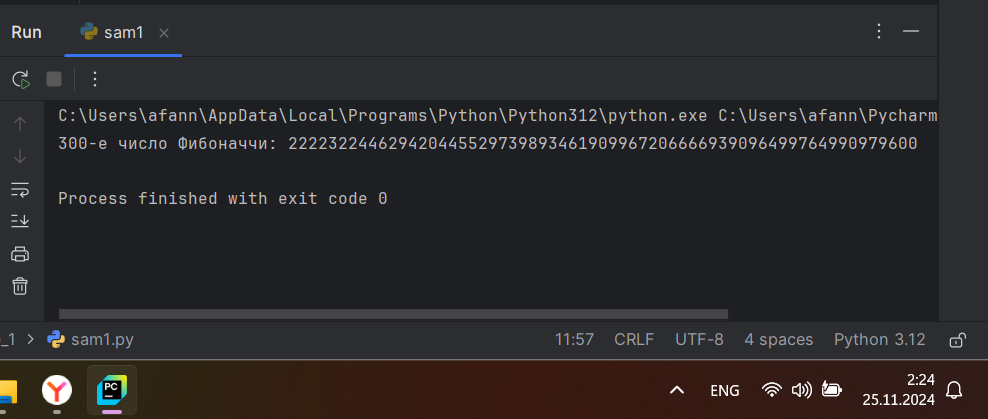 Run sam1
C:\Users\afann\AppData\Local\Programs\Python\Python312\python.exe C:\Users\afann\Pycharm
300-е число Фибоначчи: 222232244629420445529739893461909967206666939096499764990979600
Process finished with exit code 0
_1 > sam1.py 11:57 CRLF UTF-8 4 spaces Python 3.12
PC ENG 2:24
25.11.2024